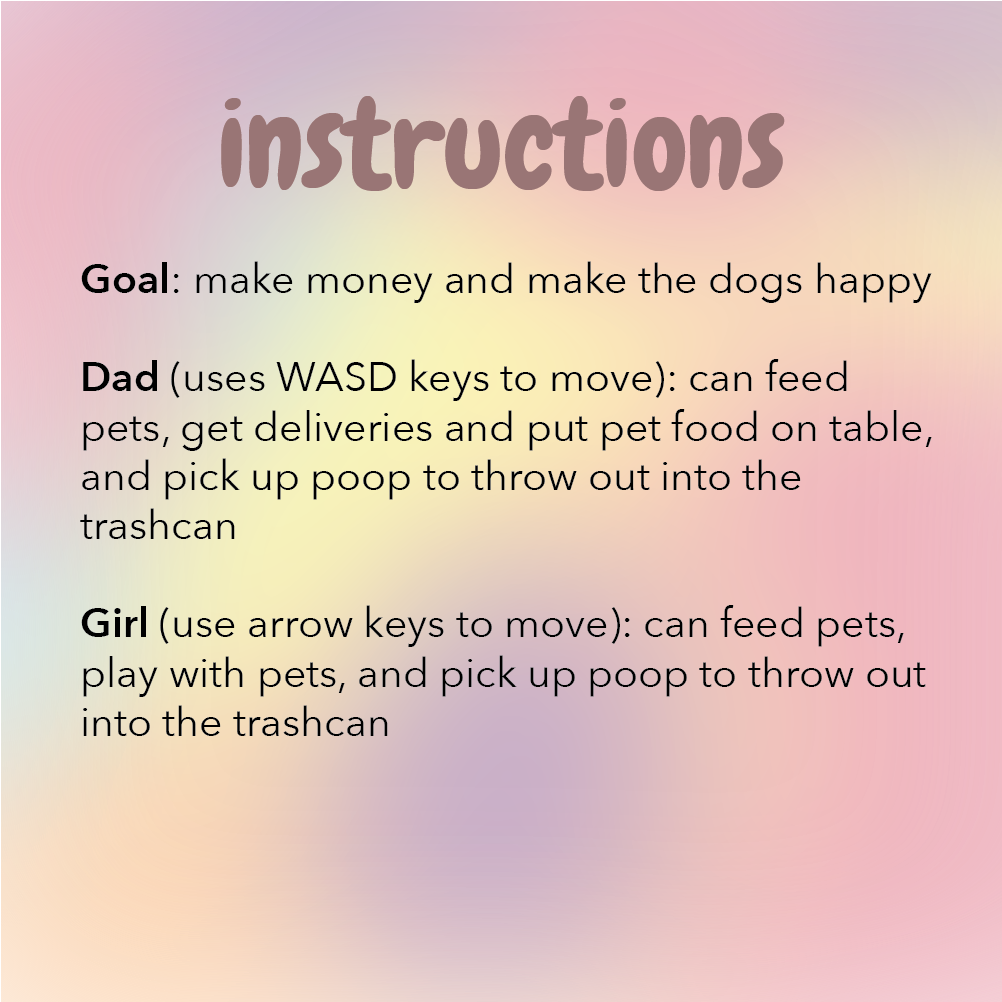 instructions
Goal: make money and make the dogs happy
Dad (uses WASD keys to move): can feed
pets, get deliveries and put pet food on table,
and pick up poop to throw out into the
trashcan
Girl (use arrow keys to move): can feed pets,
play with pets, and pick up poop to throw out
into the trashcan